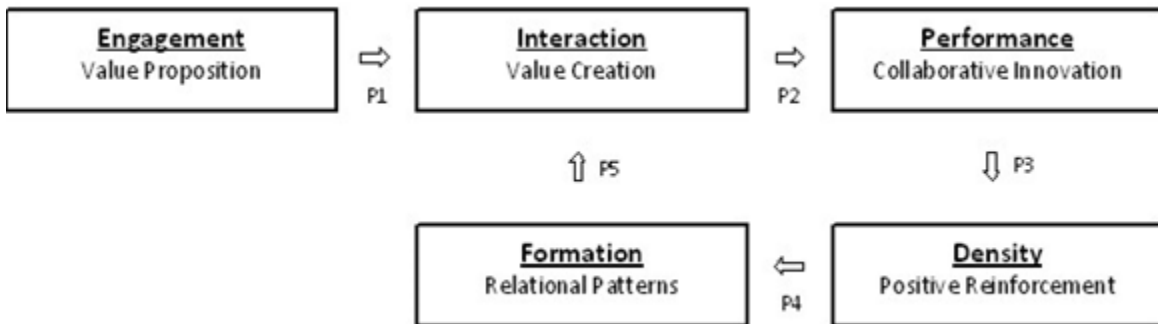 Engagement
Value Proposition
P1
Interaction
Value Creation
P2
Performance
Collaborative Innovation
P5
P3
Formation
Relational Patterns
P4
Density
Positive Reinforcement